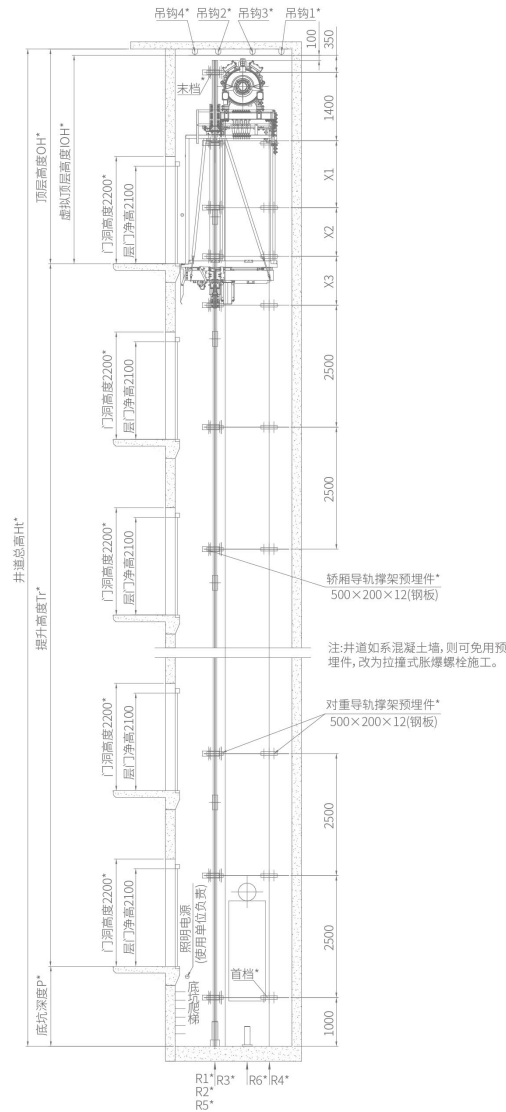 吊钩4* 吊钩2* 吊钩3* 吊钩1*
100
350
末档*
1400
顶层高度OH*
虚拟顶层高度IOH*
门洞高度2200*
层门净高2100
X1
X2
X3
门洞高度2200*
层门净高2100
2500
2500
井道总高Ht*
提升高度Tr*
门洞高度2200*
层门净高2100
轿厢导轨撑架预埋件*
500×200×12(钢板)
注:井道如系混凝土墙,则可免用预
埋件,改为拉撞式胀爆螺栓施工。
对重导轨撑架预埋件*
500×200×12(钢板)
门洞高度2200*
层门净高2100
2500
门洞高度2200*
层门净高2100
照明电源
(使用单位负责)
2500
底坑深度P*
底坑爬梯
首档*
1000
R1* R3* R6* R4*
R2*
R5*